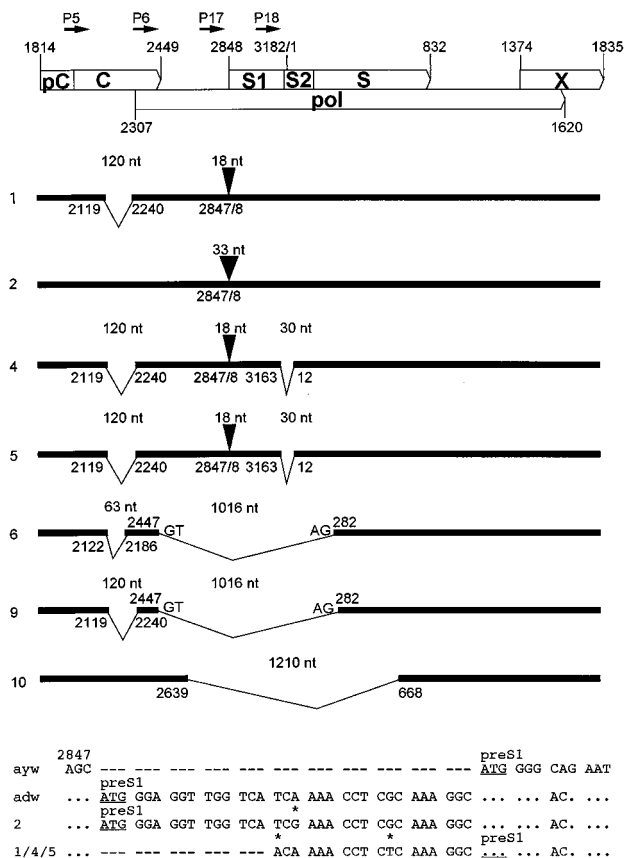 P5 P6 P17 P18
1814 2449 2848 3182/1 832 1374 1835
pC C S1 S2 S X
pol
2307 1620
120 nt 18 nt
1
2119 2240 2847/8
33 nt
2
2847/8
120 nt 18 nt 30 nt
4
2119 2240 2847/8 3163 12
120 nt 18 nt 30 nt
5
2119 2240 2847/8 3163 12
63 nt 1016 nt
2447 282
6 GT AG
2122 2186
120 nt 1016 nt
2447 282
9 GT AG
2119 2240
1210 nt
10
2639 668
2847 preS1
ayw AGC --- --- --- --- --- --- --- --- --- --- --- ATG GGG CAG AAT
preS1
adw ... ATG GGA GGT TGG TCA TCA AAA CCT CGC AAA GGC ... ... AC. ...
preS1 *
2 ... ATG GGA GGT TGG TCA TCG AAA CCT CGC AAA GGC ... ... AC. ...
* * preS1
1/4/5 ... --- --- --- --- --- ACA AAA CCT CTC AAA GGC ... ... AC. ...